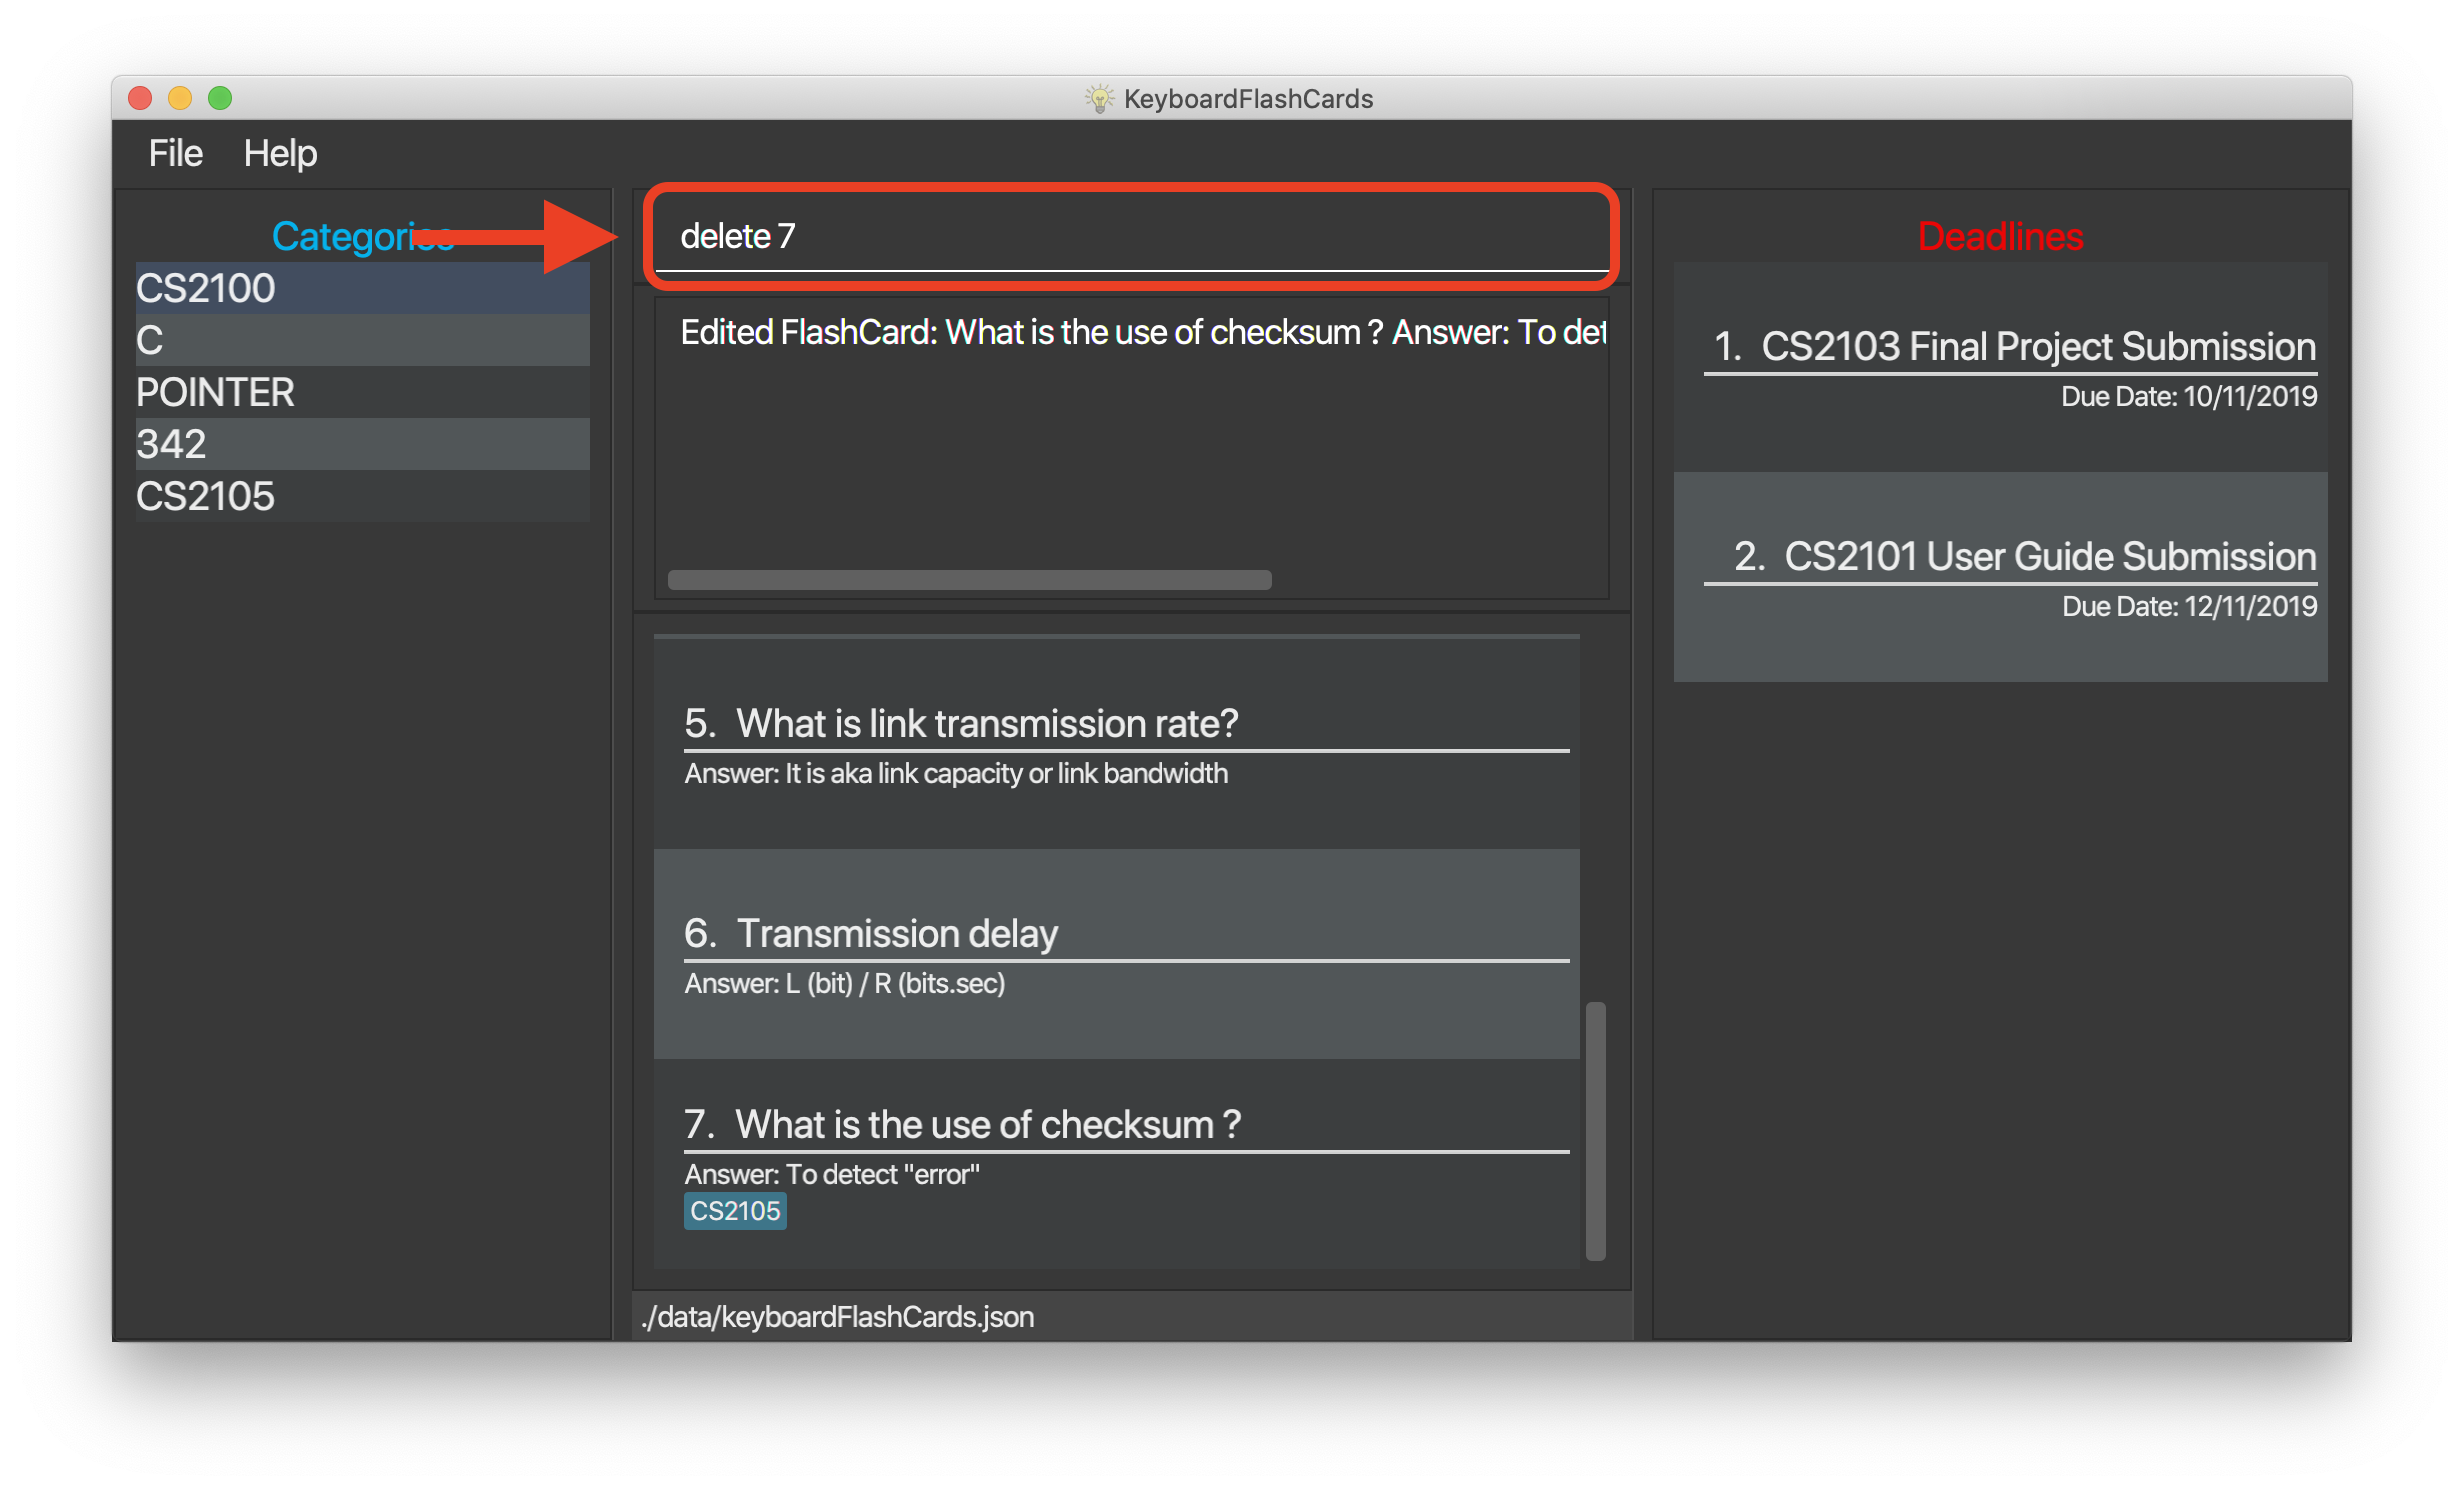 KeyboardFlashCards
File Help
Categories
CS2100
C
POINTER
342
CS2105
delete 7
Edited FlashCard: What is the use of checksum ? Answer: To det
5. What is link transmission rate?
Answer: It is aka link capacity or link bandwidth
6. Transmission delay
Answer: L (bit) / R (bits.sec)
7. What is the use of checksum ?
Answer: To detect "error"
CS2105
./data/keyboardFlashCards.json
Deadlines
1. CS2103 Final Project Submission
Due Date: 10/11/2019
2. CS2101 User Guide Submission
Due Date: 12/11/2019